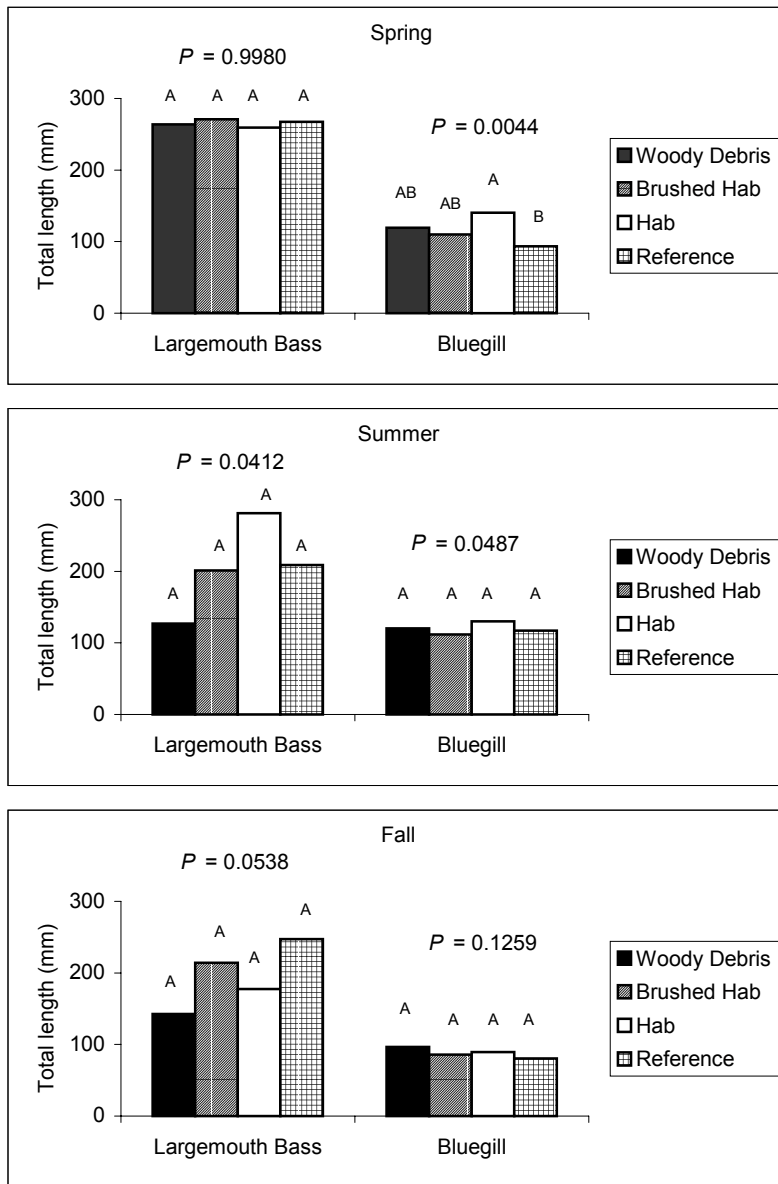 Spring
P = 0.9980
A A A A
P = 0.0044
AB AB A B
Total length (mm)
300
200
100
0
Largemouth Bass Bluegill
Woody Debris
Brushed Hab
Hab
Reference
Summer
P = 0.0412
A A A A
P = 0.0487
A A A A
Total length (mm)
300
200
100
0
Largemouth Bass Bluegill
Woody Debris
Brushed Hab
Hab
Reference
Fall
P = 0.0538
A A A A
P = 0.1259
A A A A
Total length (mm)
300
200
100
0
Largemouth Bass Bluegill
Woody Debris
Brushed Hab
Hab
Reference